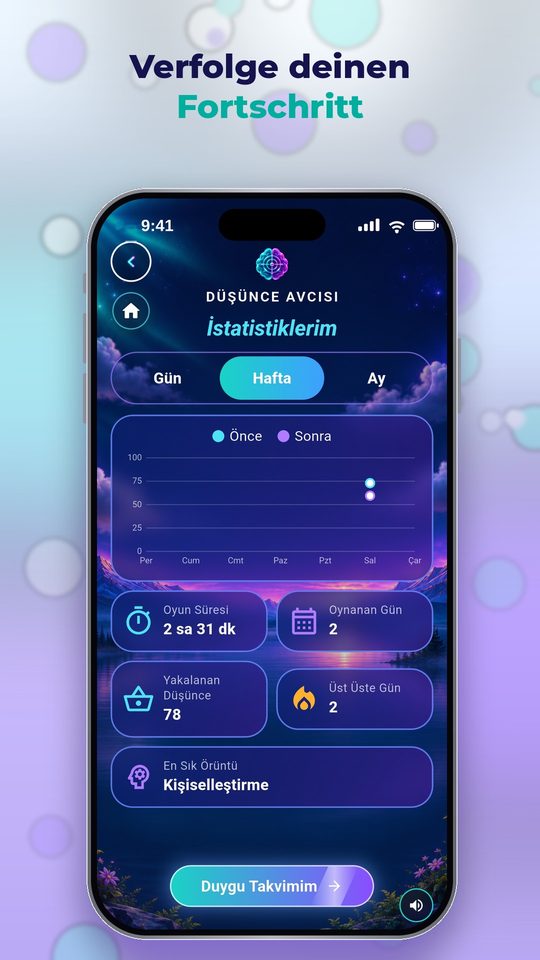 Verfolge deinen
Fortschritt
9:41
DÜŞÜNCE AVCISI
İstatistiklerim
Gün Hafta Ay
Önce Sonra
100
75
50
25
0
Per Cum Cmt Paz Pzt Sal Çar
Oyun Süresi
2 sa 31 dk
Oynanan Gün
2
Yakalanan
Düşünce
78
Üst Üste Gün
2
En Sık Örüntü
Kişiselleştirme
Duygu Takvimim →